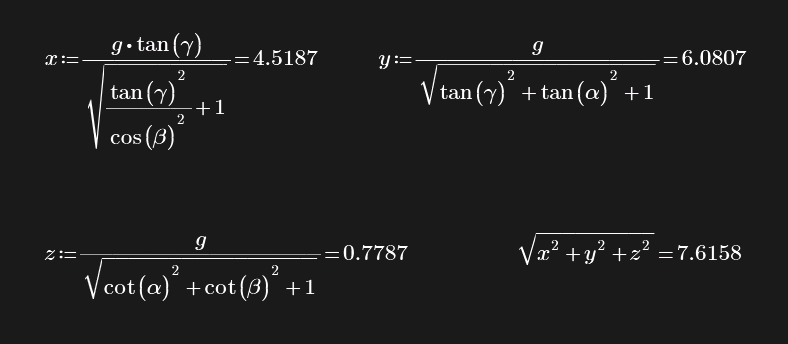 x := g · tan(γ) / √(tan(γ)² / cos(β)² + 1) = 4.5187
y := g / √(tan(γ)² + tan(α)² + 1) = 6.0807
z := g / √(cot(α)² + cot(β)² + 1) = 0.7787
√(x² + y² + z²) = 7.6158